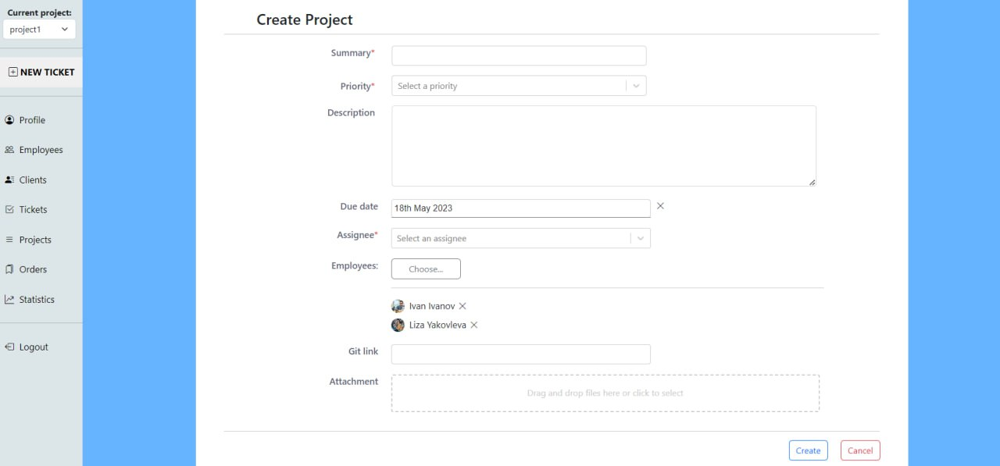 Current project:
project1
NEW TICKET
Profile
Employees
Clients
Tickets
Projects
Orders
Statistics
Logout
Create Project
Summary*
Priority* Select a priority
Description
Due date 18th May 2023
Assignee* Select an assignee
Employees: Choose...
Ivan Ivanov
Liza Yakovleva
Git link
Attachment Drag and drop files here or click to select
Create Cancel